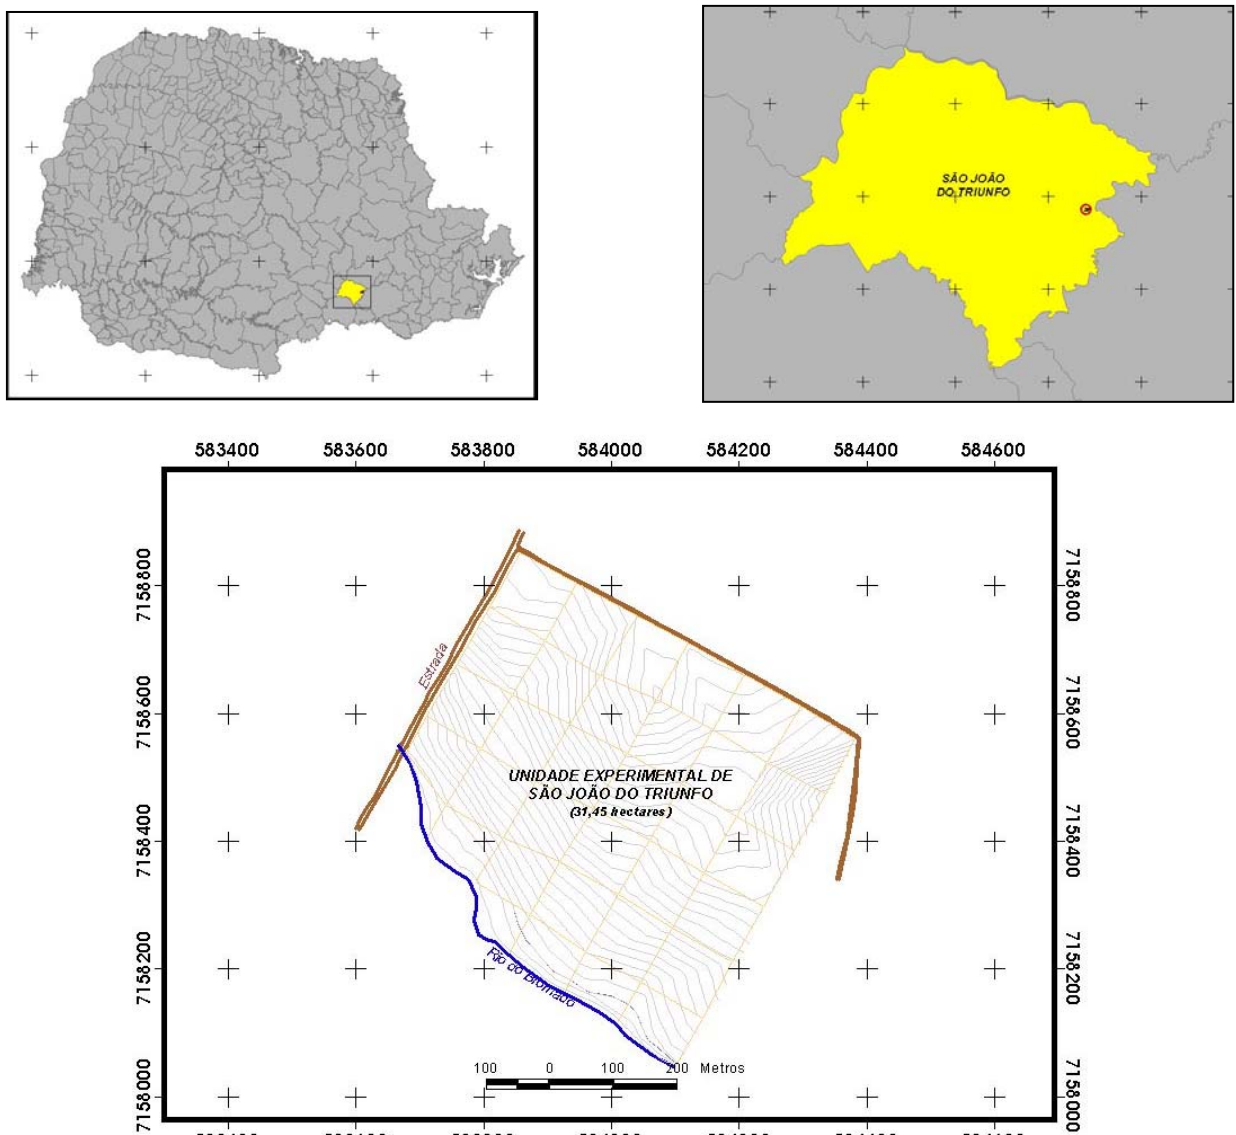 SÃO JOÃO
DO TRIUNFO
583400 583600 583800 584000 584200 584400 584600
7158800
7158800
Estrada
7158600
7158600
UNIDADE EXPERIMENTAL DE
SÃO JOÃO DO TRIUNFO
(31,45 hectares)
7158400
7158400
7158200
7158200
Rio do Bromado
100 0 100 200 Metros
7158000
7158000